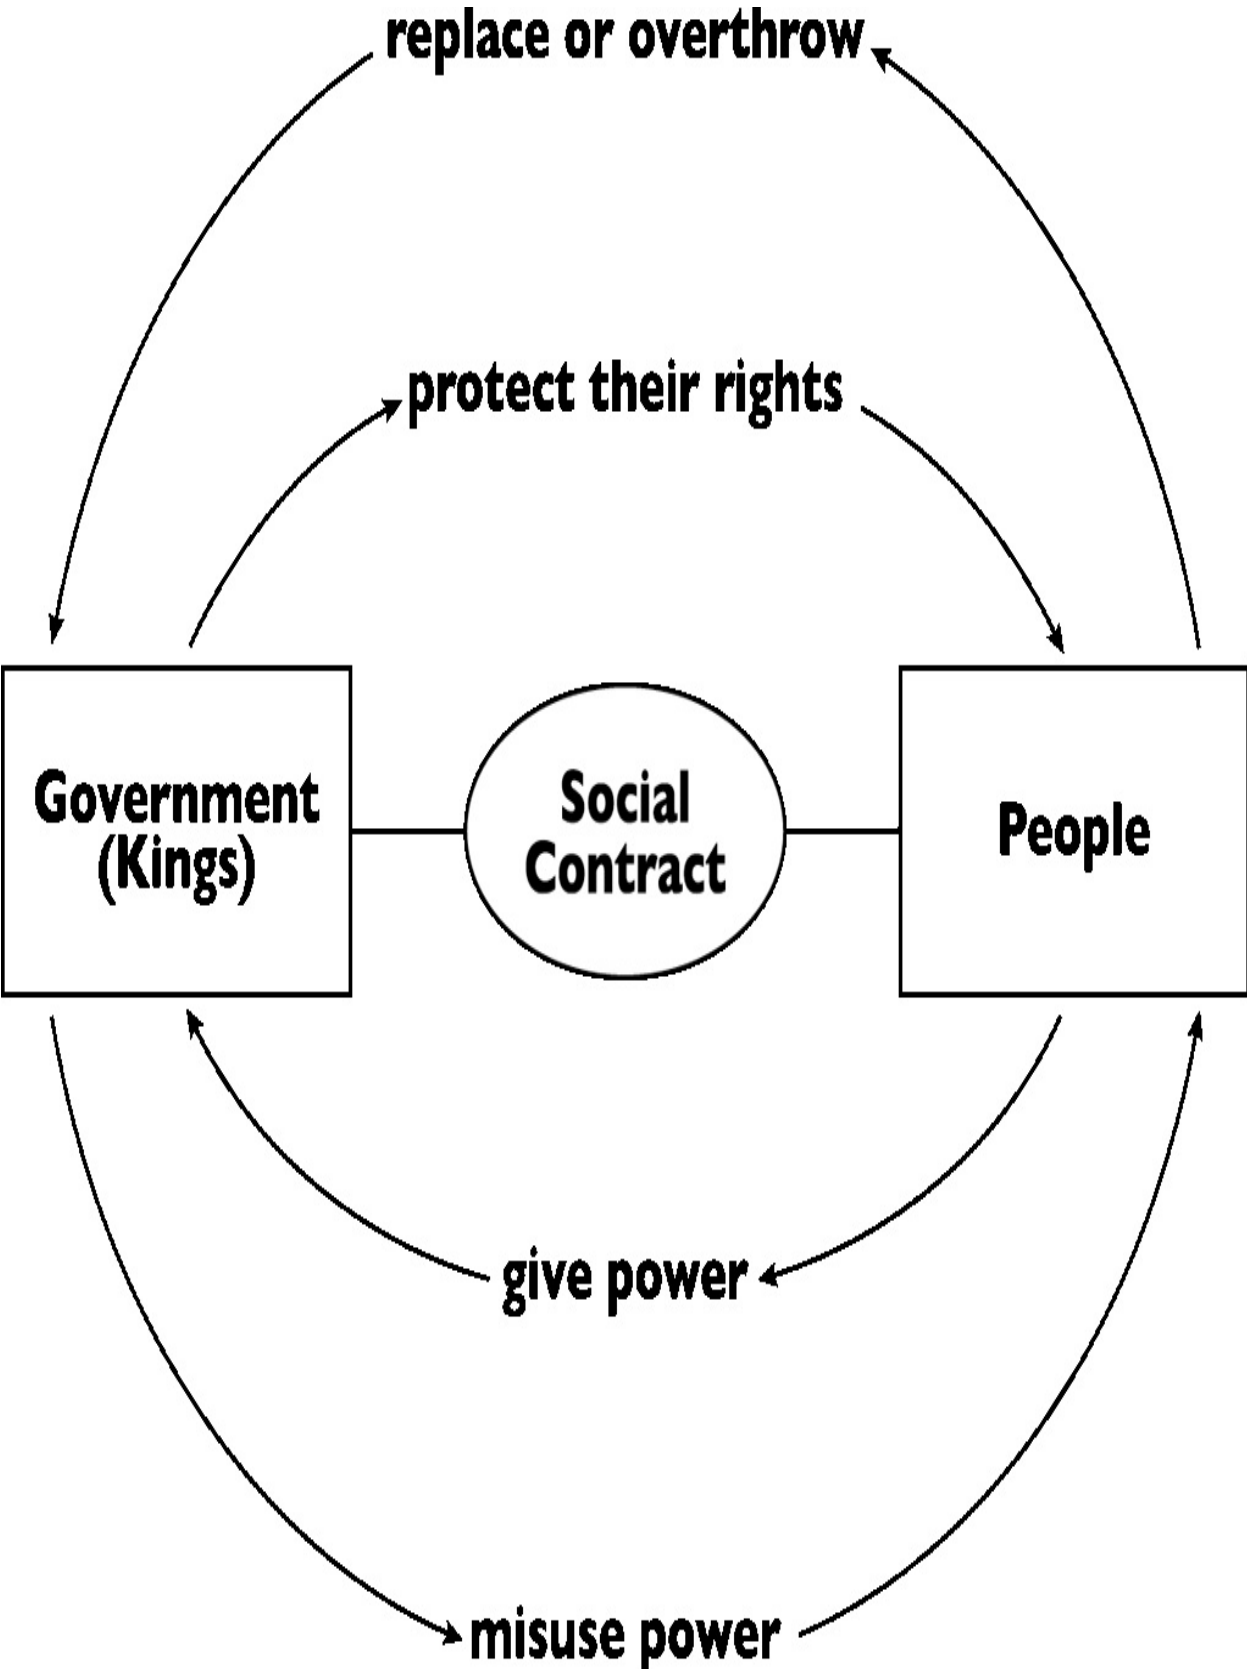 replace or overthrow
protect their rights
Government
(Kings)
Social
Contract
People
give power
misuse power